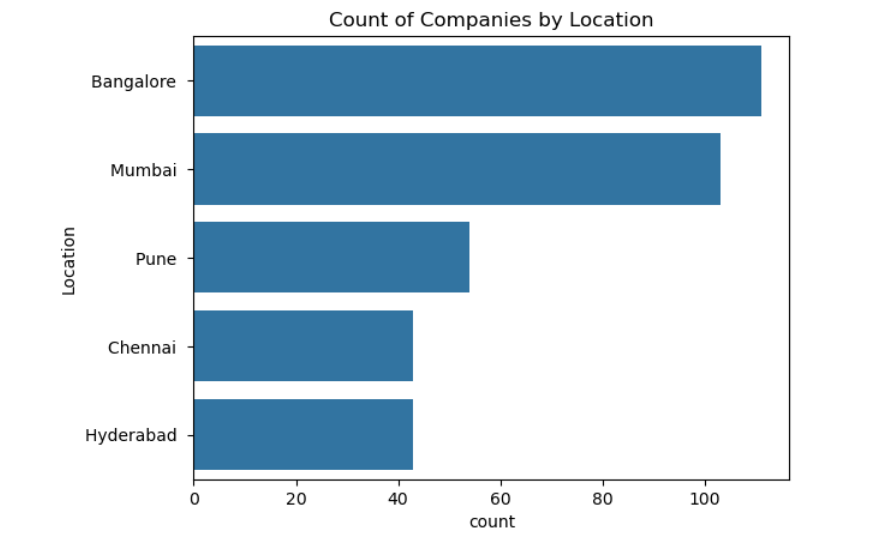 Count of Companies by Location
Bangalore
Mumbai
Pune
Chennai
Hyderabad
Location
0 20 40 60 80 100
count